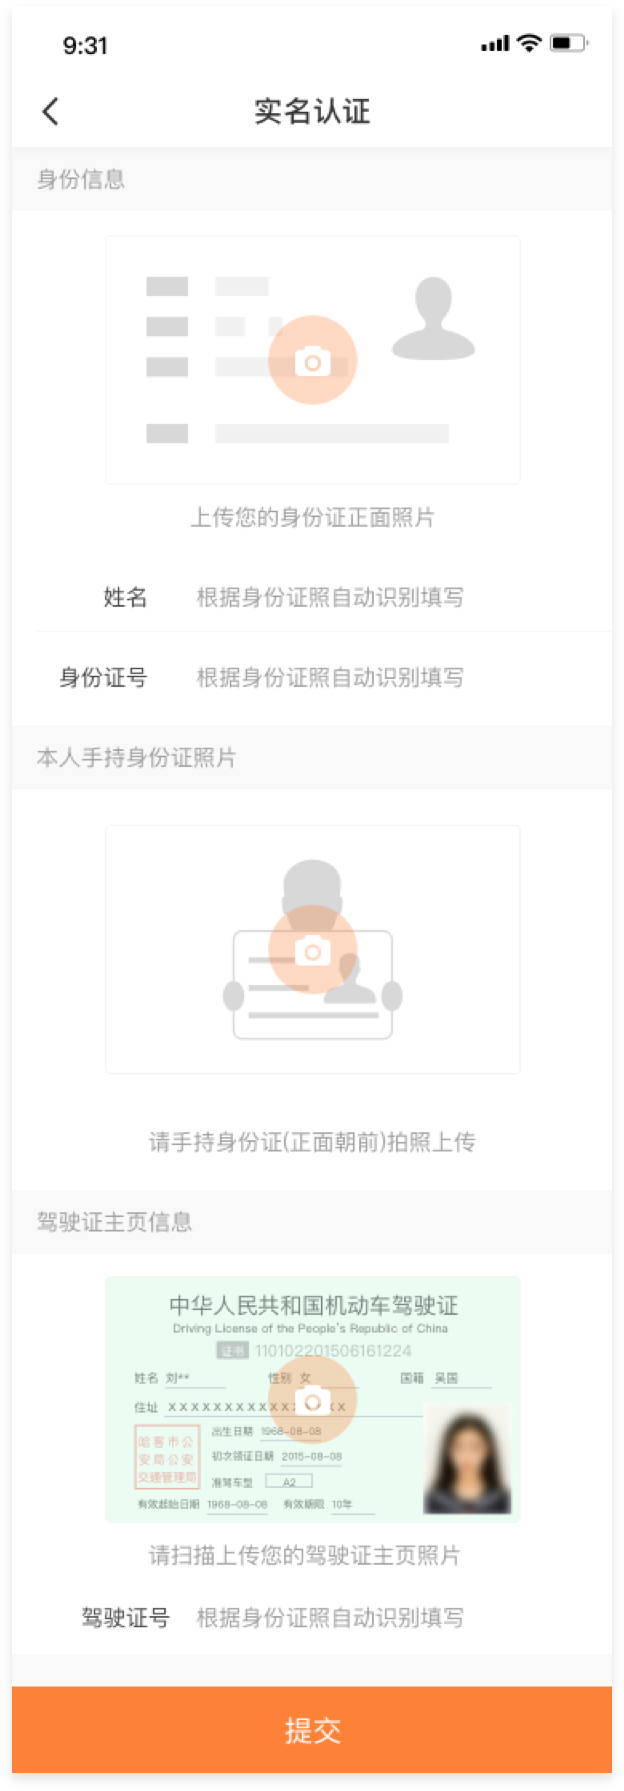 9:31
实名认证
身份信息
上传您的身份证正面照片
姓名 根据身份证照自动识别填写
身份证号 根据身份证照自动识别填写
本人手持身份证照片
请手持身份证(正面朝前)拍照上传
驾驶证主页信息
中华人民共和国机动车驾驶证
Driving License of the People's Republic of China
证书 110102201506161224
姓名 刘** 性别 女 国籍 吴国
住址 XXXXXXXXXXXXXX
出生日期 1968-08-08
哈客市公
安局公安
交通管理局
初次领证日期 2015-08-08
准驾车型 A2
有效起始日期 1968-08-08 有效期限 10年
请扫描上传您的驾驶证主页照片
驾驶证号 根据身份证照自动识别填写
提交